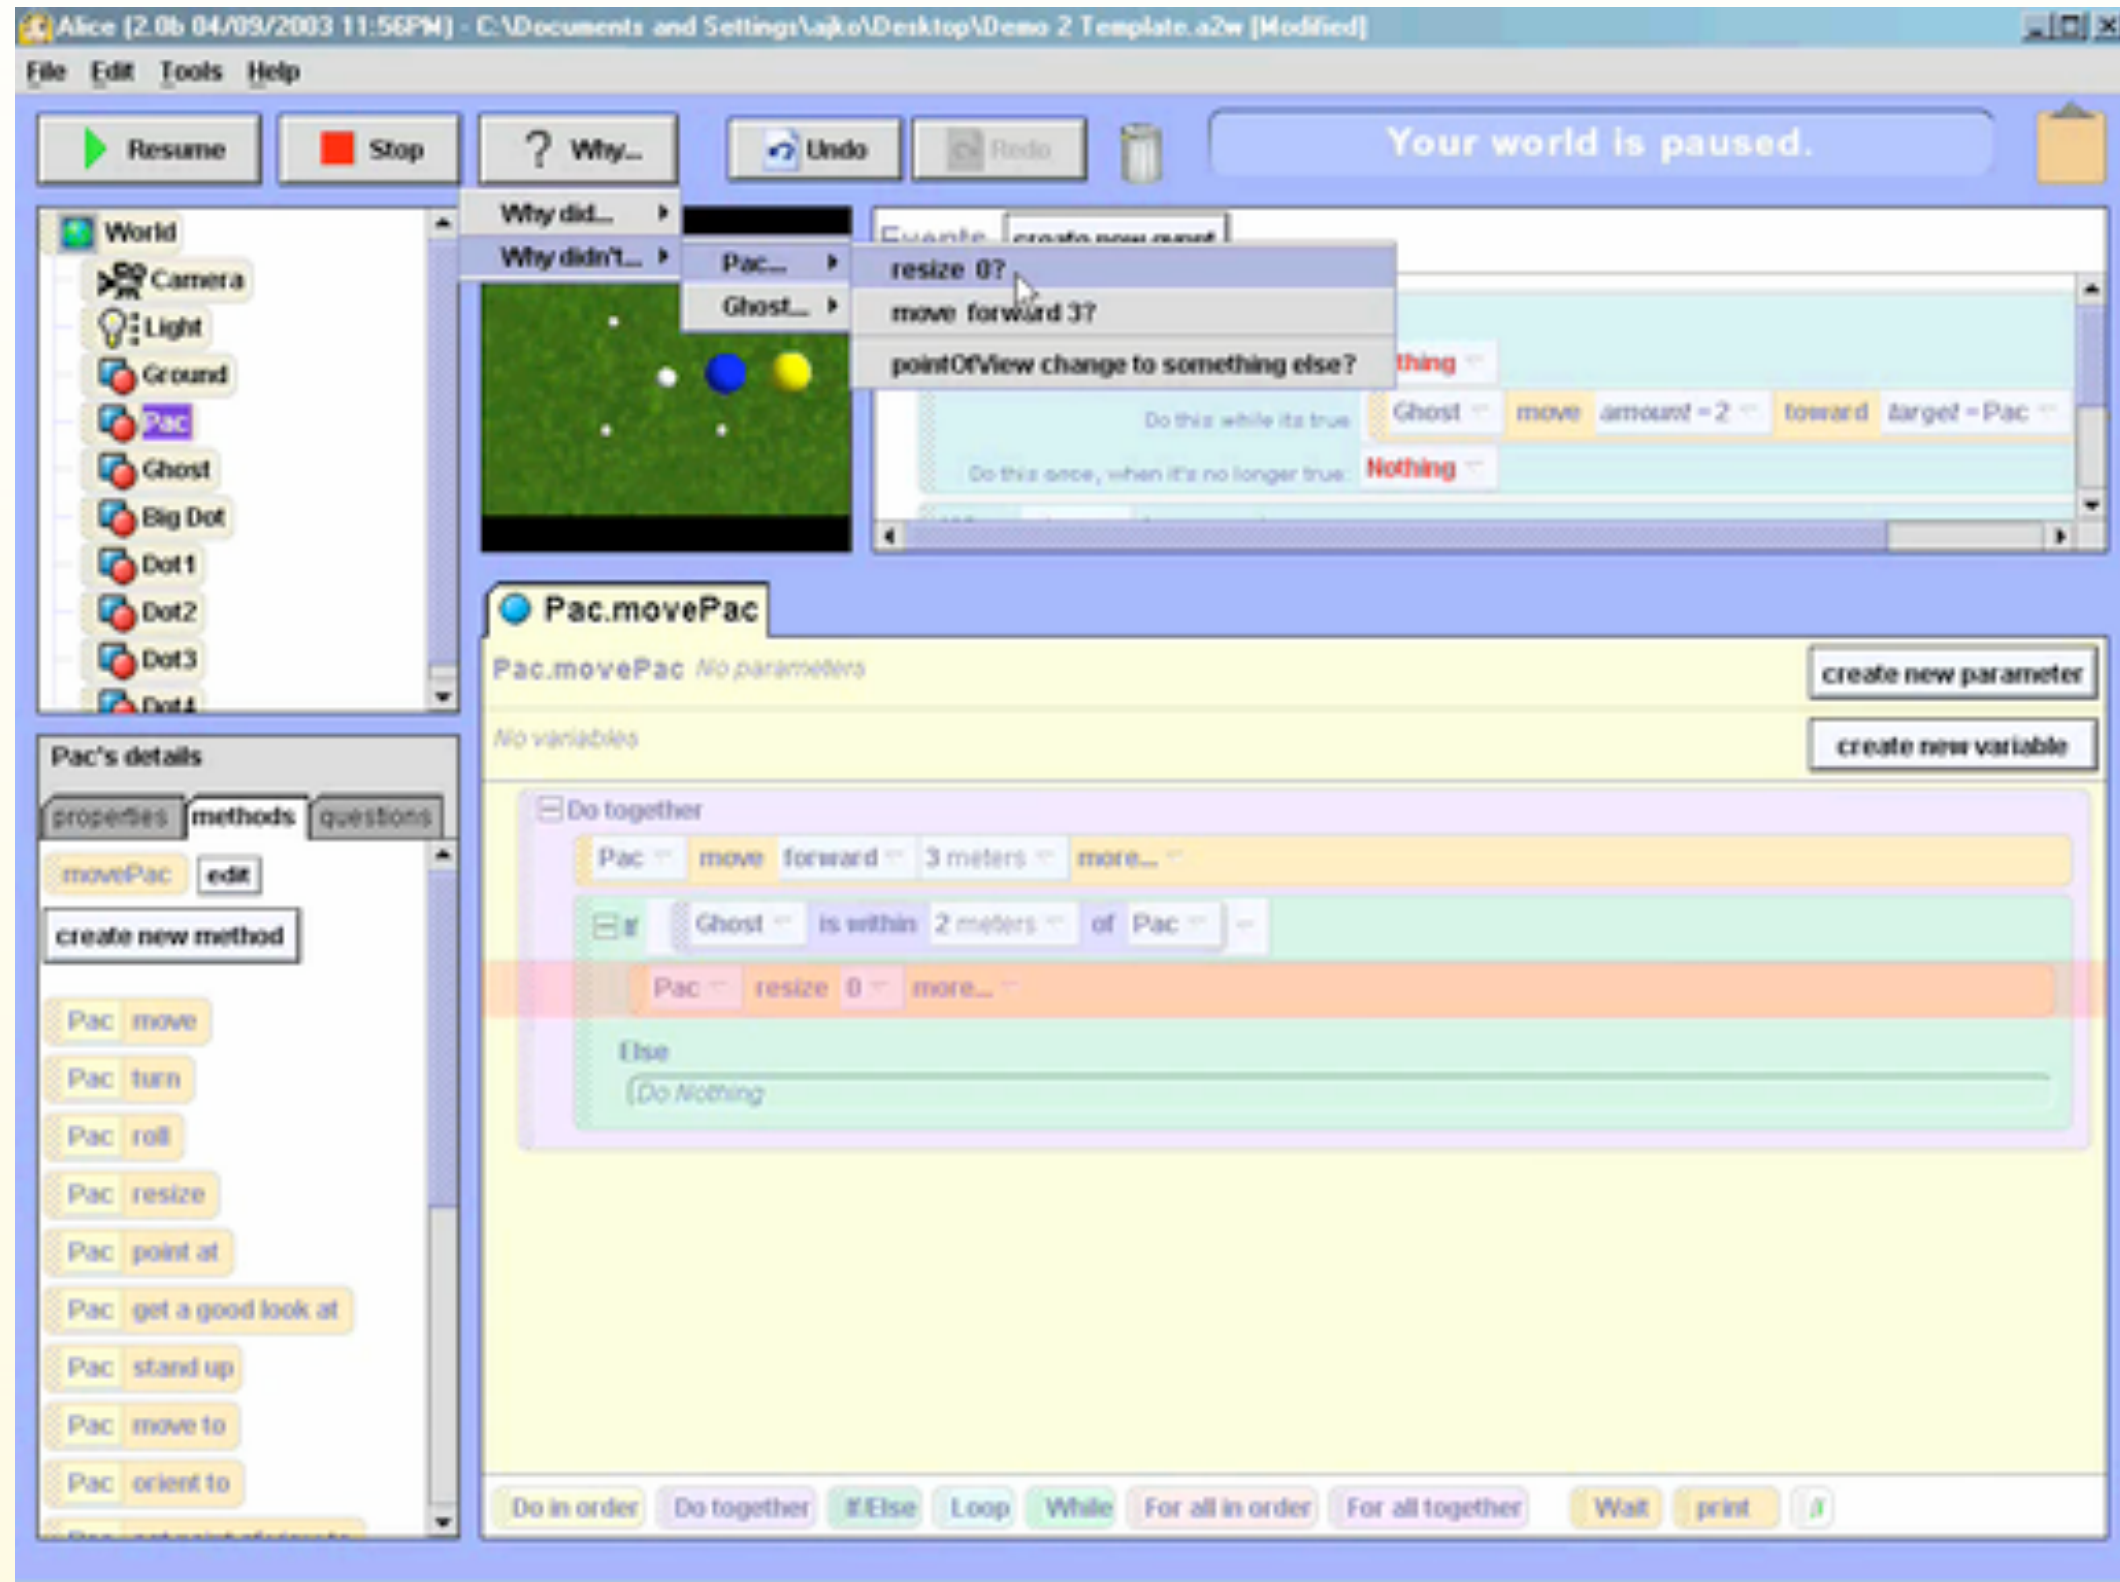 Alice (2.0b 04/09/2003 11:56PM) - C:\Documents and Settings\ajko\Desktop\Demo 2 Template.a2w [Modified]
File Edit Tools Help
Resume Stop ? Why... Undo Redo Your world is paused.
Why did...
Why didn't...
Pac...
Ghost...
resize 0?
move forward 3?
pointOfView change to something else?
World
Camera
Light
Ground
Pac
Ghost
Big Dot
Dot1
Dot2
Dot3
Dot4
Events create new event
thing
Do this while its true: Ghost move amount = 2 toward target = Pac
Do this once, when it's no longer true: Nothing
Pac's details
properties methods questions
movePac edit
create new method
Pac move
Pac turn
Pac roll
Pac resize
Pac point at
Pac get a good look at
Pac stand up
Pac move to
Pac orient to
Pac.movePac
Pac.movePac No parameters create new parameter
No variables create new variable
Do together
Pac move forward 3 meters more...
If Ghost is within 2 meters of Pac
Pac resize 0 more...
Else
(Do Nothing
Do in order Do together If/Else Loop While For all in order For all together Wait print //